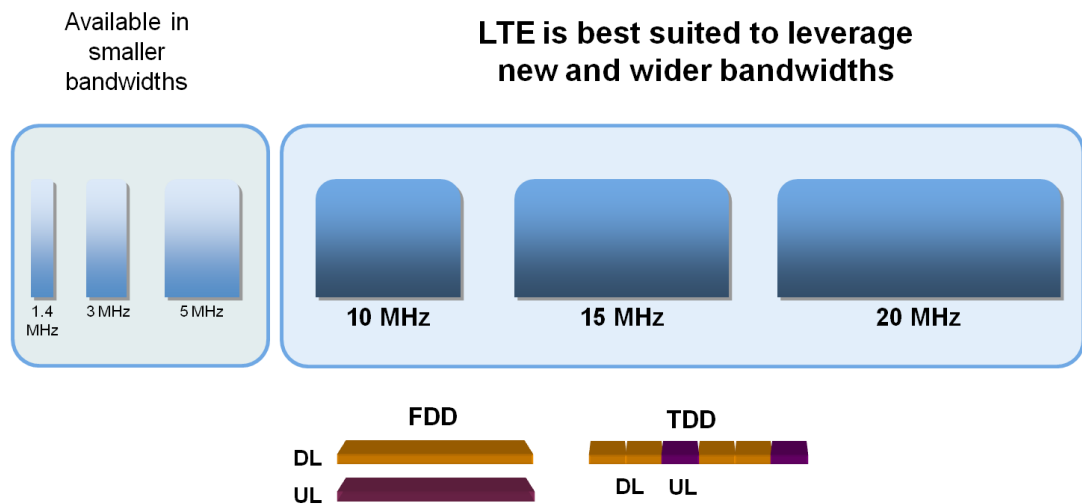 Available in
smaller
bandwidths
LTE is best suited to leverage
new and wider bandwidths
1.4
MHz
3 MHz
5 MHz
10 MHz
15 MHz
20 MHz
FDD
TDD
DL
UL
DL
UL